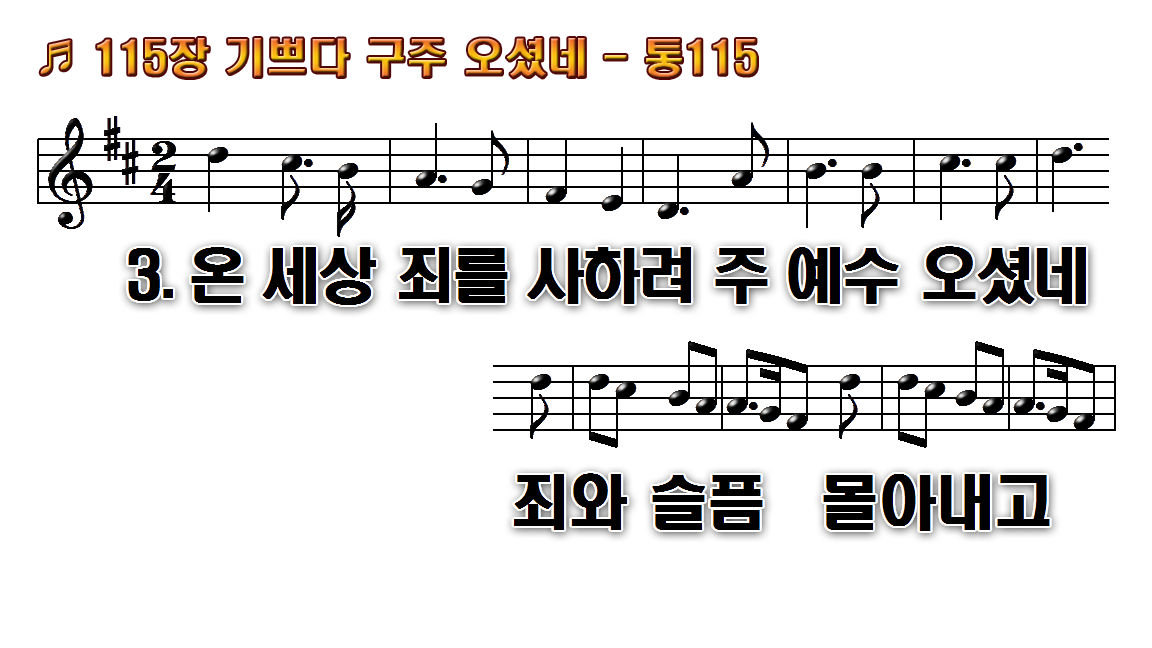 115장 기쁘다 구주 오셨네 - 통115
3. 온 세상 죄를 사하려 주 예수 오셨네
죄와 슬픔 몰아내고